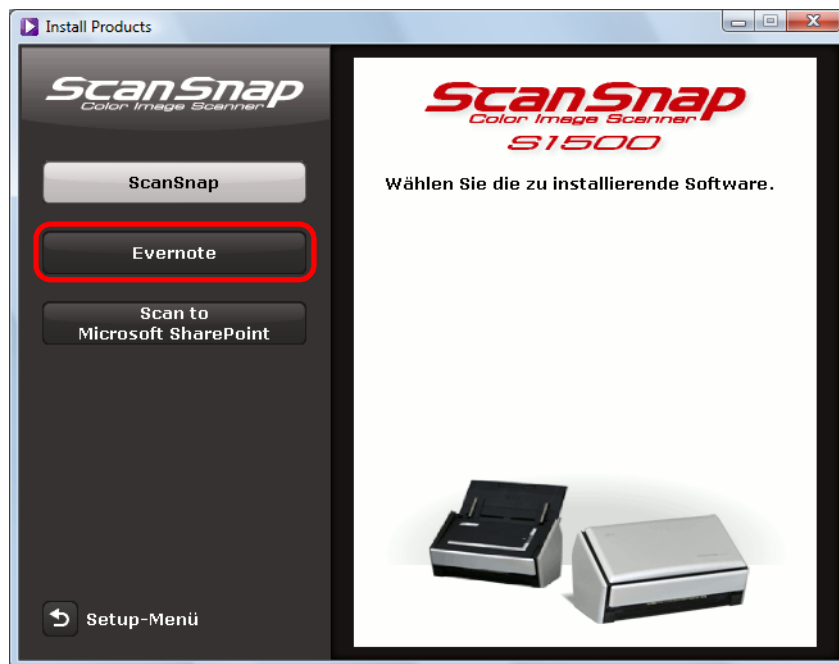 Install Products
ScanSnap
Color Image Scanner
ScanSnap
Evernote
Scan to
Microsoft SharePoint
Setup-Menü
ScanSnap
Color Image Scanner
S1500
Wählen Sie die zu installierende Software.